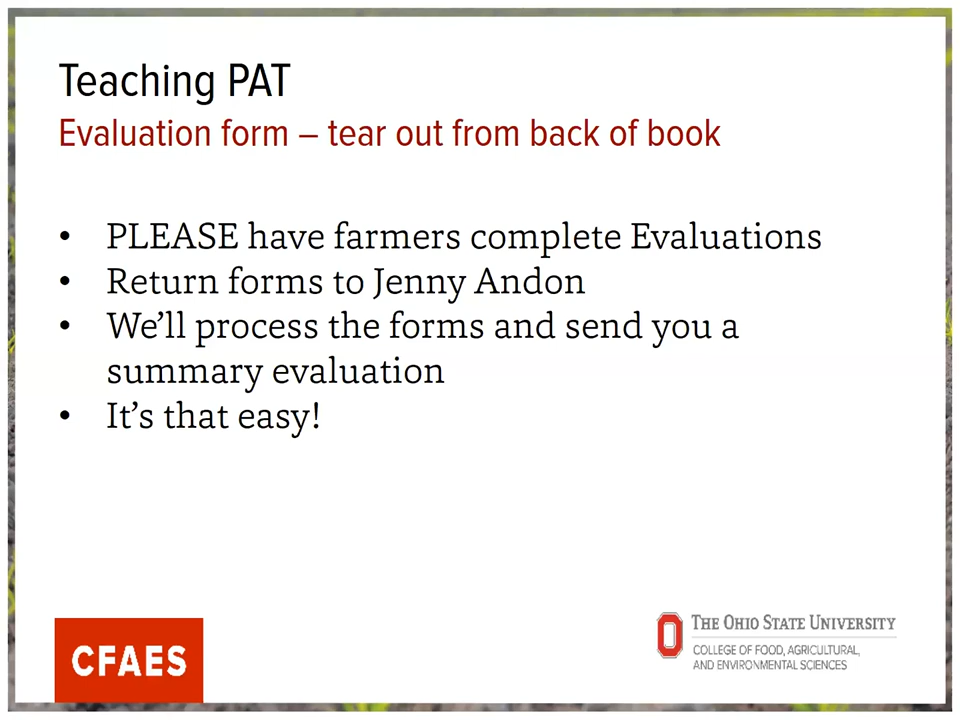 Teaching PAT
Evaluation form – tear out from back of book
• PLEASE have farmers complete Evaluations
• Return forms to Jenny Andon
• We’ll process the forms and send you a
summary evaluation
• It’s that easy!
CFAES
THE OHIO STATE UNIVERSITY
COLLEGE OF FOOD, AGRICULTURAL,
AND ENVIRONMENTAL SCIENCES